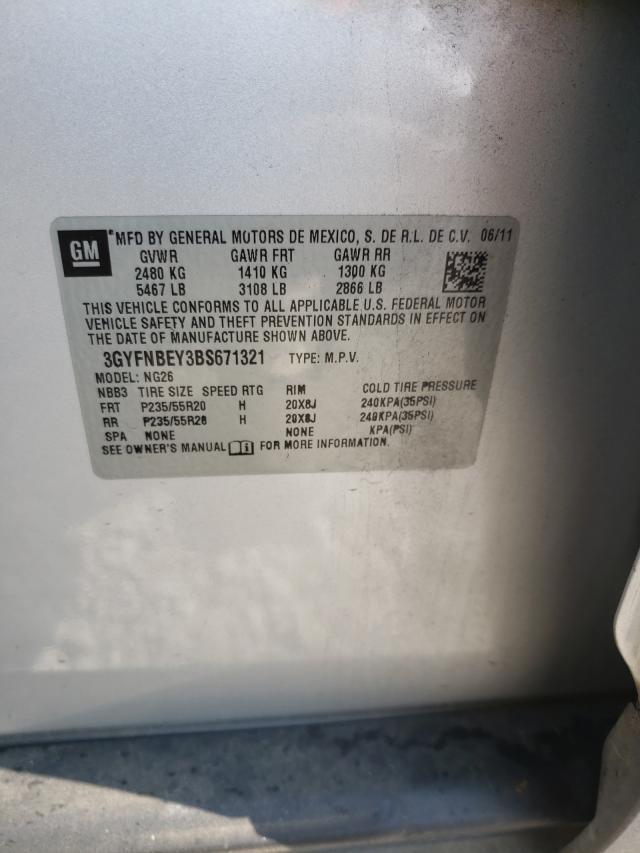 GM *MFD BY GENERAL MOTORS DE MEXICO, S. DE R.L. DE C.V. 06/11
GVWR GAWR FRT GAWR RR
2480 KG 1410 KG 1300 KG
5467 LB 3108 LB 2866 LB
THIS VEHICLE CONFORMS TO ALL APPLICABLE U.S. FEDERAL MOTOR
VEHICLE SAFETY AND THEFT PREVENTION STANDARDS IN EFFECT ON
THE DATE OF MANUFACTURE SHOWN ABOVE.
3GYFNBEY3BS671321 TYPE: M.P.V.
MODEL: NG26
NBB3 TIRE SIZE SPEED RTG RIM COLD TIRE PRESSURE
FRT P235/55R20 H 20X8J 240KPA(35PSI)
RR P235/55R20 H 20X8J 240KPA(35PSI)
SPA NONE NONE KPA(PSI)
SEE OWNER'S MANUAL FOR MORE INFORMATION.